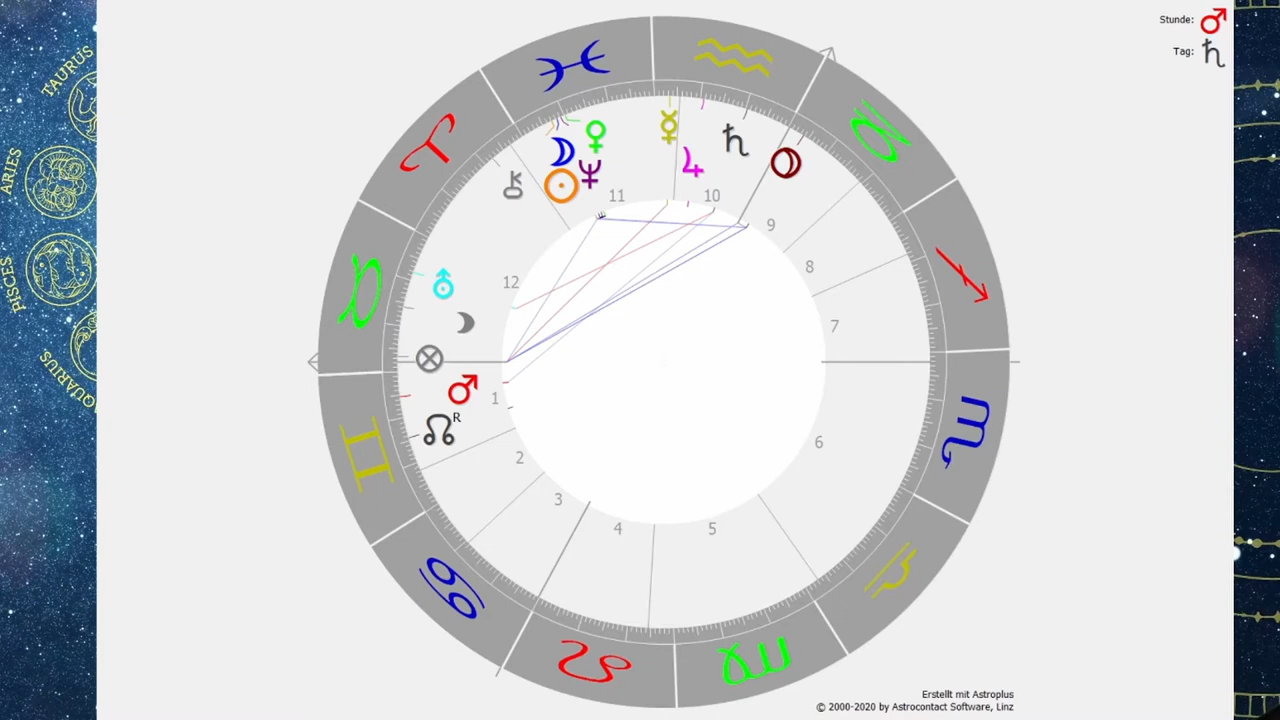 Stunde:
Tag:
TAURUS
ARIES
PISCES
R
11
10
9
12
8
7
1
2
6
3
4
5
Erstellt mit Astroplus
© 2000-2020 by Astrocontact Software, Linz